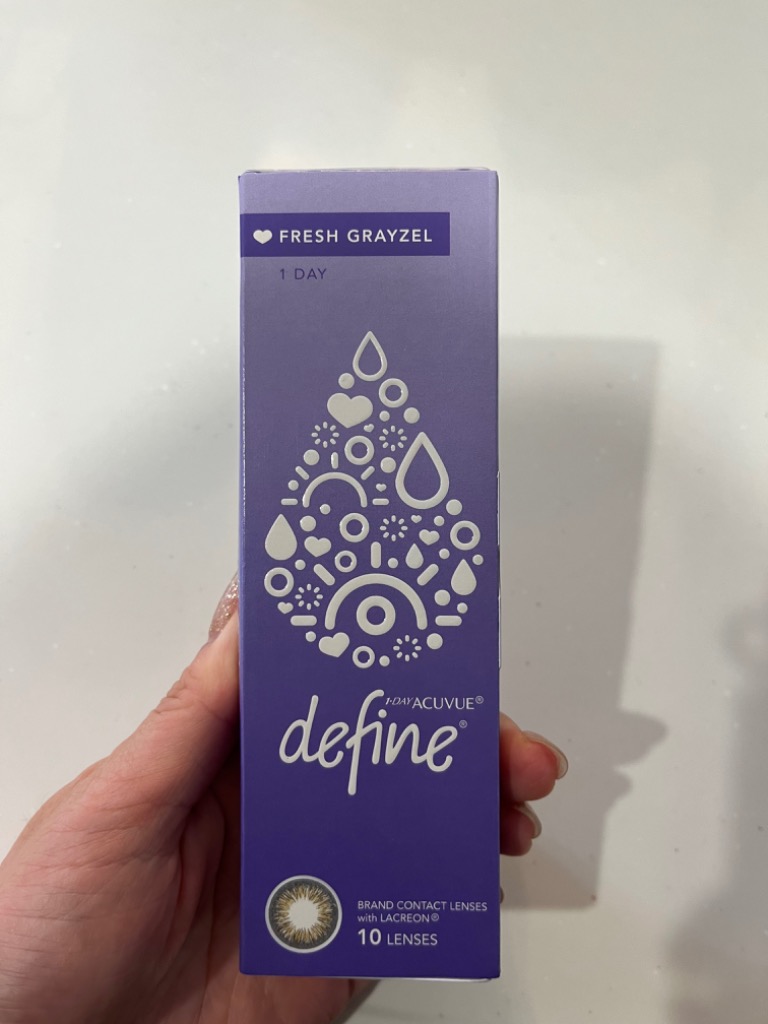 FRESH GRAYZEL
1 DAY
1·DAY ACUVUE®
define®
BRAND CONTACT LENSES
with LACREON®
10 LENSES